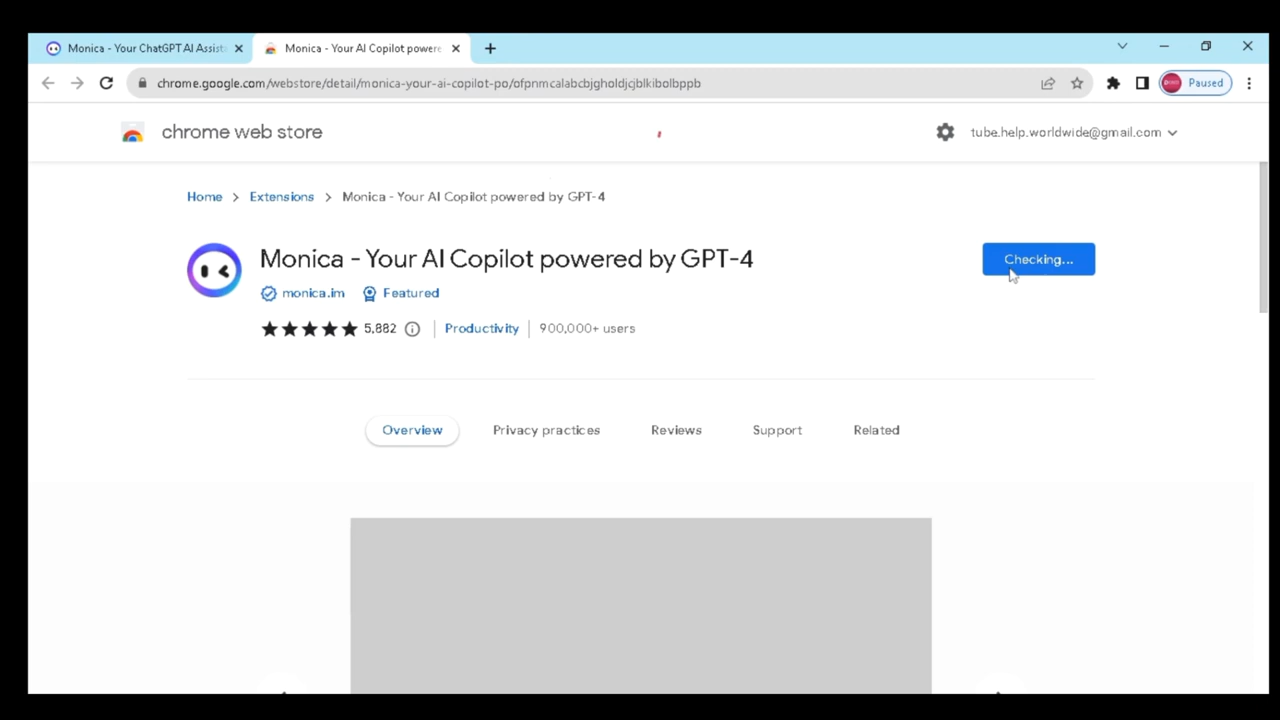 Monica - Your ChatGPT AI Assist
Monica - Your AI Copilot powere
chrome.google.com/webstore/detail/monica-your-ai-copilot-po/ofpnmcalabcbjgholdjcjblkibolbppb
Paused
chrome web store
tube.help.worldwide@gmail.com
Home > Extensions > Monica - Your AI Copilot powered by GPT-4
Monica - Your AI Copilot powered by GPT-4
Checking...
monica.im Featured
5,882 Productivity 900,000+ users
Overview Privacy practices Reviews Support Related